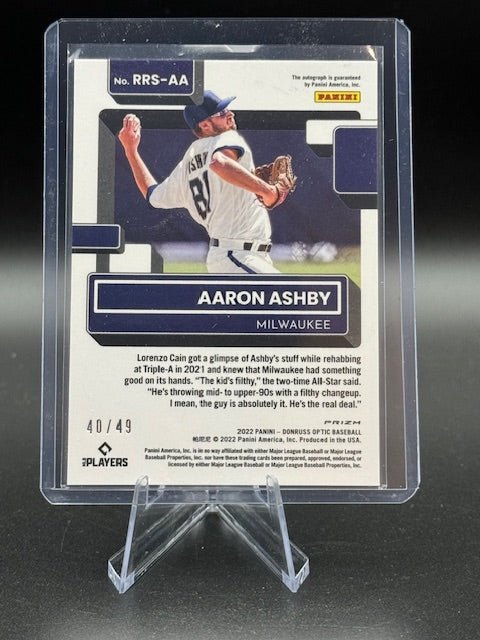 No. RRS-AA
The autograph is guaranteed
by Panini America, Inc.
PANINI
81
AARON ASHBY
MILWAUKEE
Lorenzo Cain got a glimpse of Ashby's stuff while rehabbing
at Triple-A in 2021 and knew that Milwaukee had something
good on its hands. "The kid's filthy," the two-time All-Star said.
"He's throwing mid- to upper-90s with a filthy changeup.
I mean, the guy is absolutely it. He's the real deal."
40/49
PRIZM
2022 PANINI – DONRUSS OPTIC BASEBALL
帕尼尼 © 2022 Panini America, Inc. Produced in the USA.
PLAYERS
Panini America, Inc. is in no way affiliated with either Major League Baseball or Major League
Baseball Properties, Inc. nor have these trading cards been prepared, approved, endorsed, or
licensed by either Major League Baseball or Major League Baseball Properties, Inc.